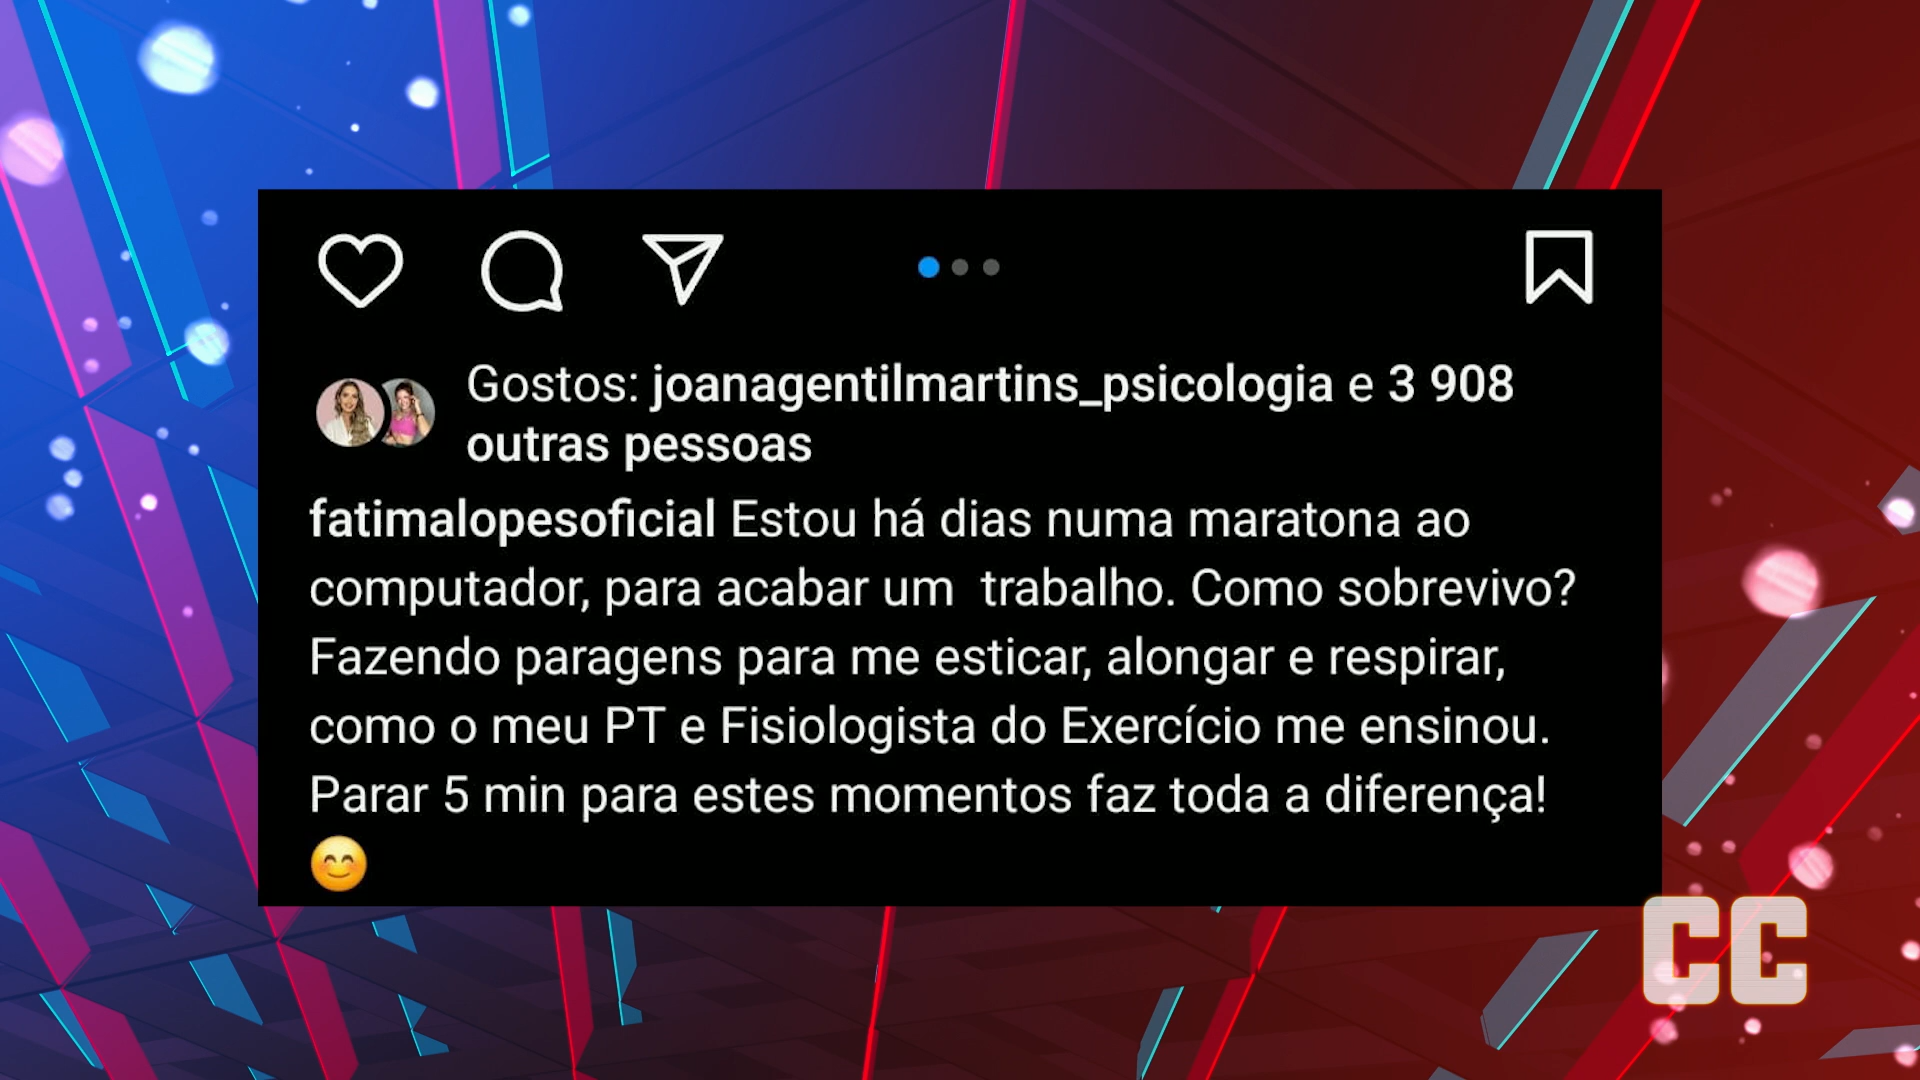 Gostos: joanagentilmartins_psicologia e 3 908
outras pessoas
fatimalopesoficial Estou há dias numa maratona ao
computador, para acabar um  trabalho. Como sobrevivo?
Fazendo paragens para me esticar, alongar e respirar,
como o meu PT e Fisiologista do Exercício me ensinou.
Parar 5 min para estes momentos faz toda a diferença!
😊
CC